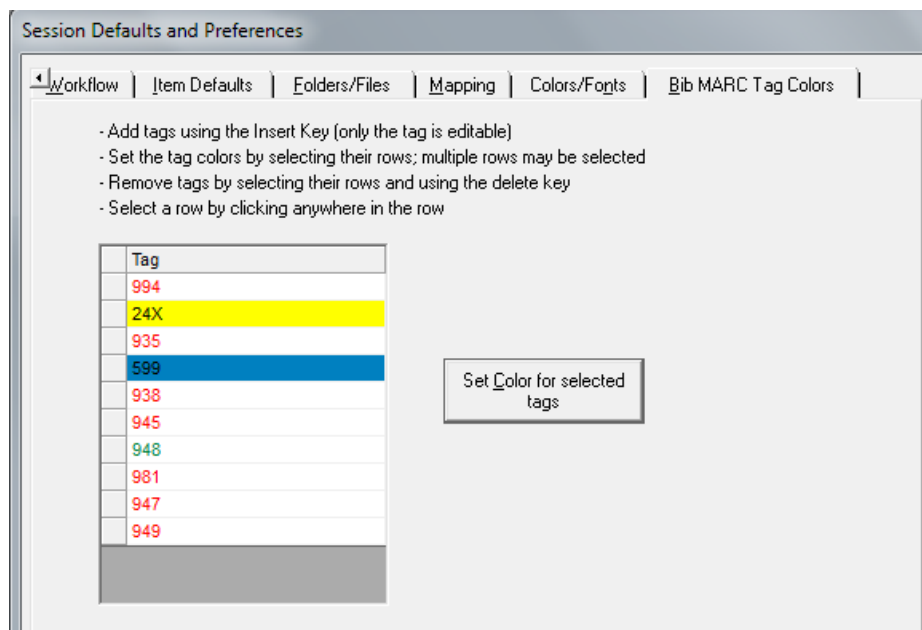 Session Defaults and Preferences
Workflow Item Defaults Folders/Files Mapping Colors/Fonts Bib MARC Tag Colors
- Add tags using the Insert Key (only the tag is editable)
- Set the tag colors by selecting their rows; multiple rows may be selected
- Remove tags by selecting their rows and using the delete key
- Select a row by clicking anywhere in the row
Tag
994
24X
935
599
938
945
948
981
947
949
Set Color for selected
tags